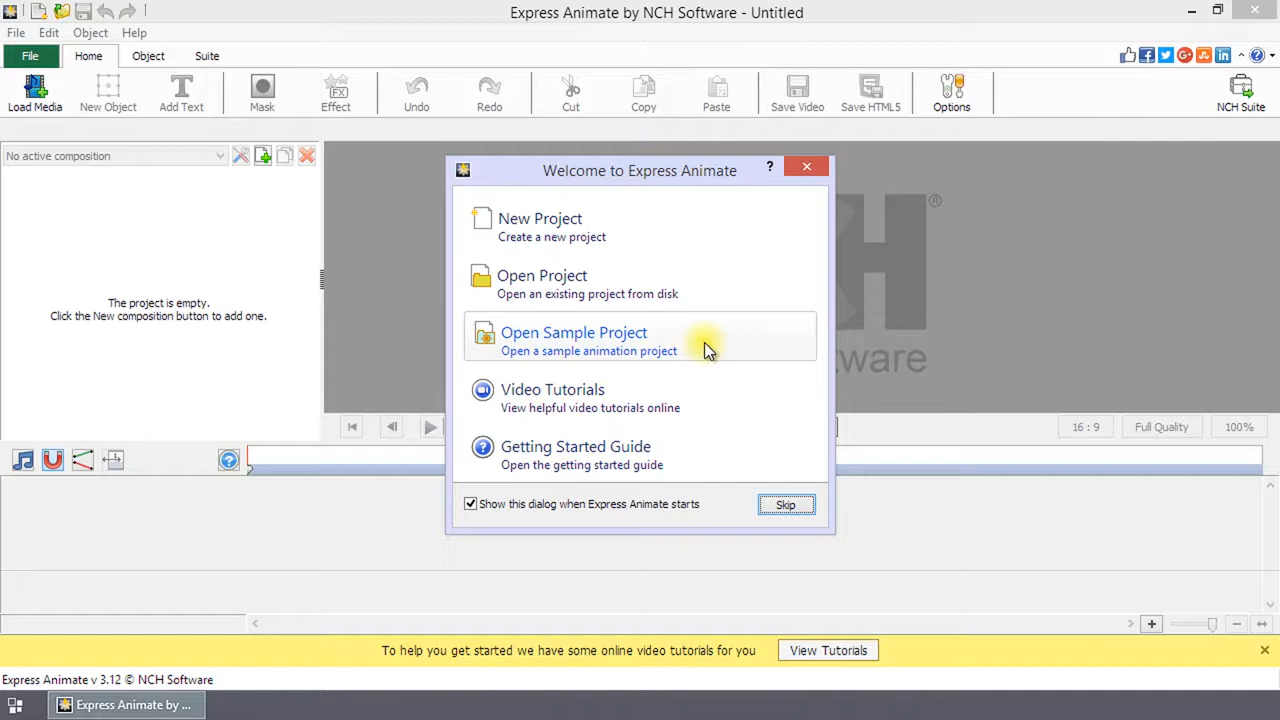 Express Animate by NCH Software - Untitled
File Edit Object Help
File Home Object Suite
Load Media New Object Add Text Mask Effect Undo Redo Cut Copy Paste Save Video Save HTML5 Options NCH Suite
No active composition
Welcome to Express Animate
New Project
Create a new project
Open Project
Open an existing project from disk
The project is empty.
Click the New composition button to add one.
Open Sample Project
Open a sample animation project
Video Tutorials
View helpful video tutorials online
16 : 9 Full Quality 100%
Getting Started Guide
Open the getting started guide
Show this dialog when Express Animate starts Skip
To help you get started we have some online video tutorials for you View Tutorials
Express Animate v 3.12 © NCH Software
Express Animate by ...